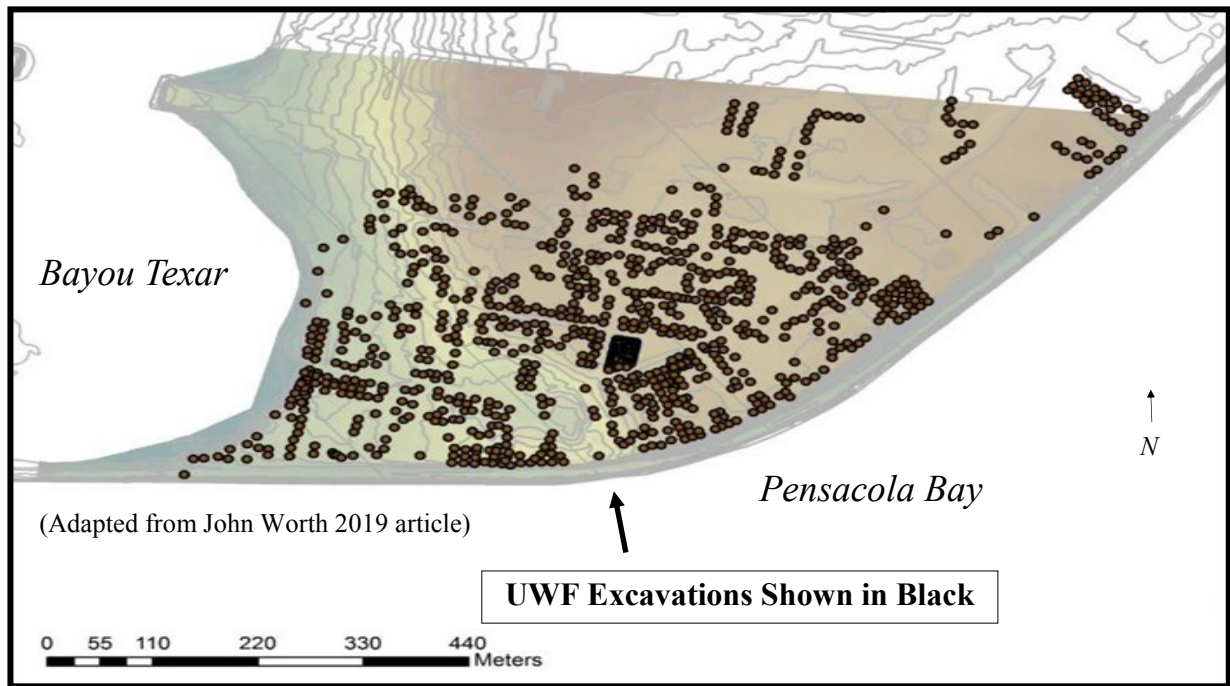 Bayou Texar
N
Pensacola Bay
(Adapted from John Worth 2019 article)
UWF Excavations Shown in Black
0 55 110 220 330 440
Meters